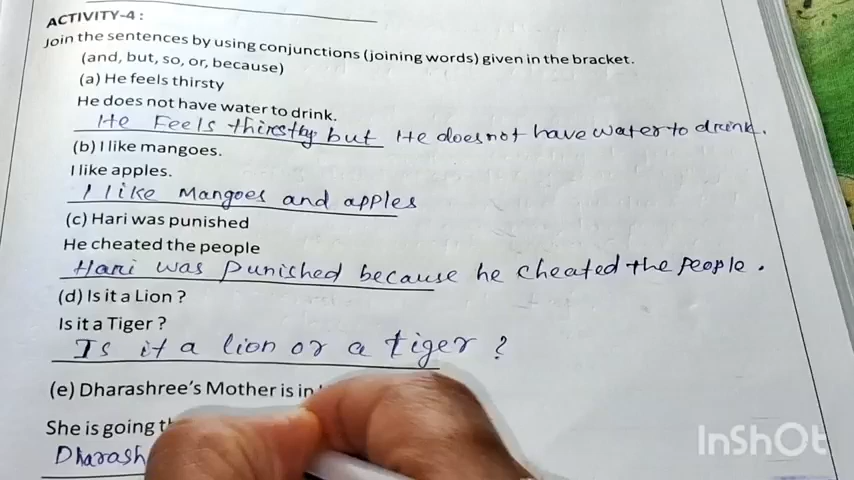 ACTIVITY-4 :
Join the sentences by using conjunctions (joining words) given in the bracket.
(and, but, so, or, because)
(a) He feels thirsty
He does not have water to drink.
He Feels thirsty but He does not have water to drink.
(b) I like mangoes.
I like apples.
I like Mangoes and apples
(c) Hari was punished
He cheated the people
Hari was Punished because he cheated the people.
(d) Is it a Lion ?
Is it a Tiger ?
Is it a lion or a tiger ?
(e) Dharashree's Mother is in
She is going
Dharash
InShOt